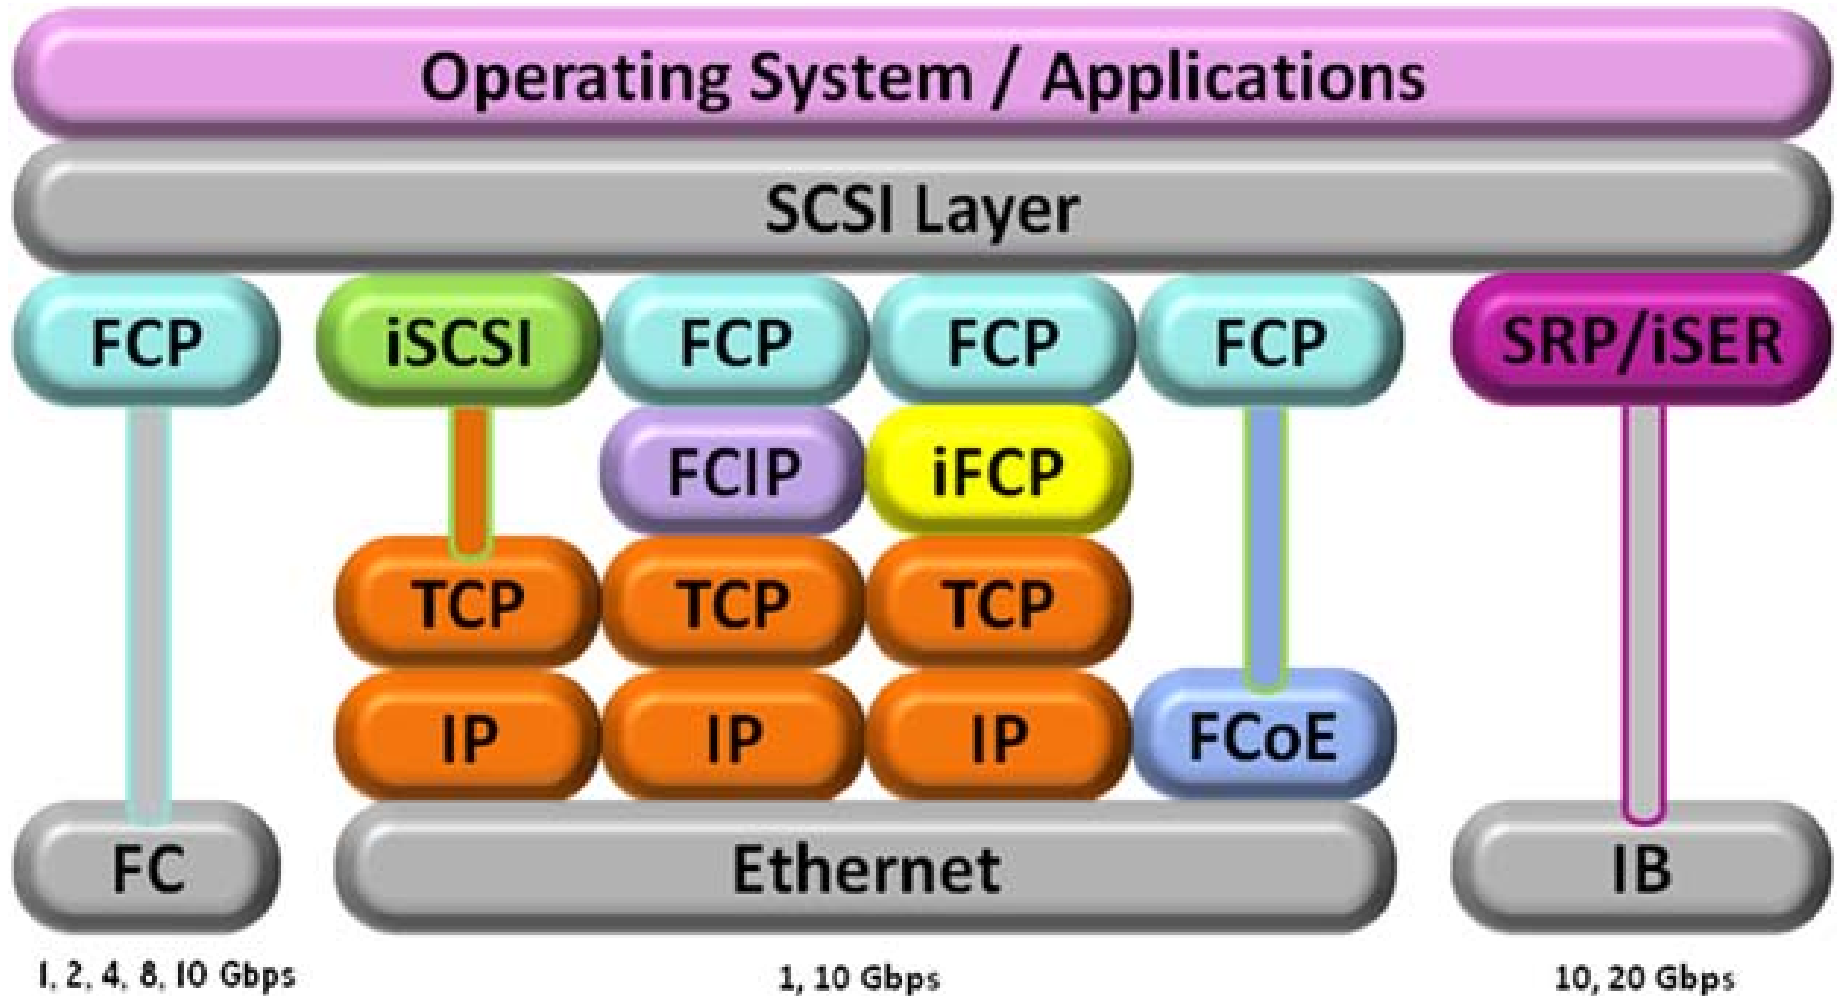 Operating System / Applications
SCSI Layer
FCP iSCSI FCP FCP FCP SRP/iSER
FCIP iFCP
TCP TCP TCP
IP IP IP FCoE
FC Ethernet IB
1, 2, 4, 8, 10 Gbps 1, 10 Gbps 10, 20 Gbps